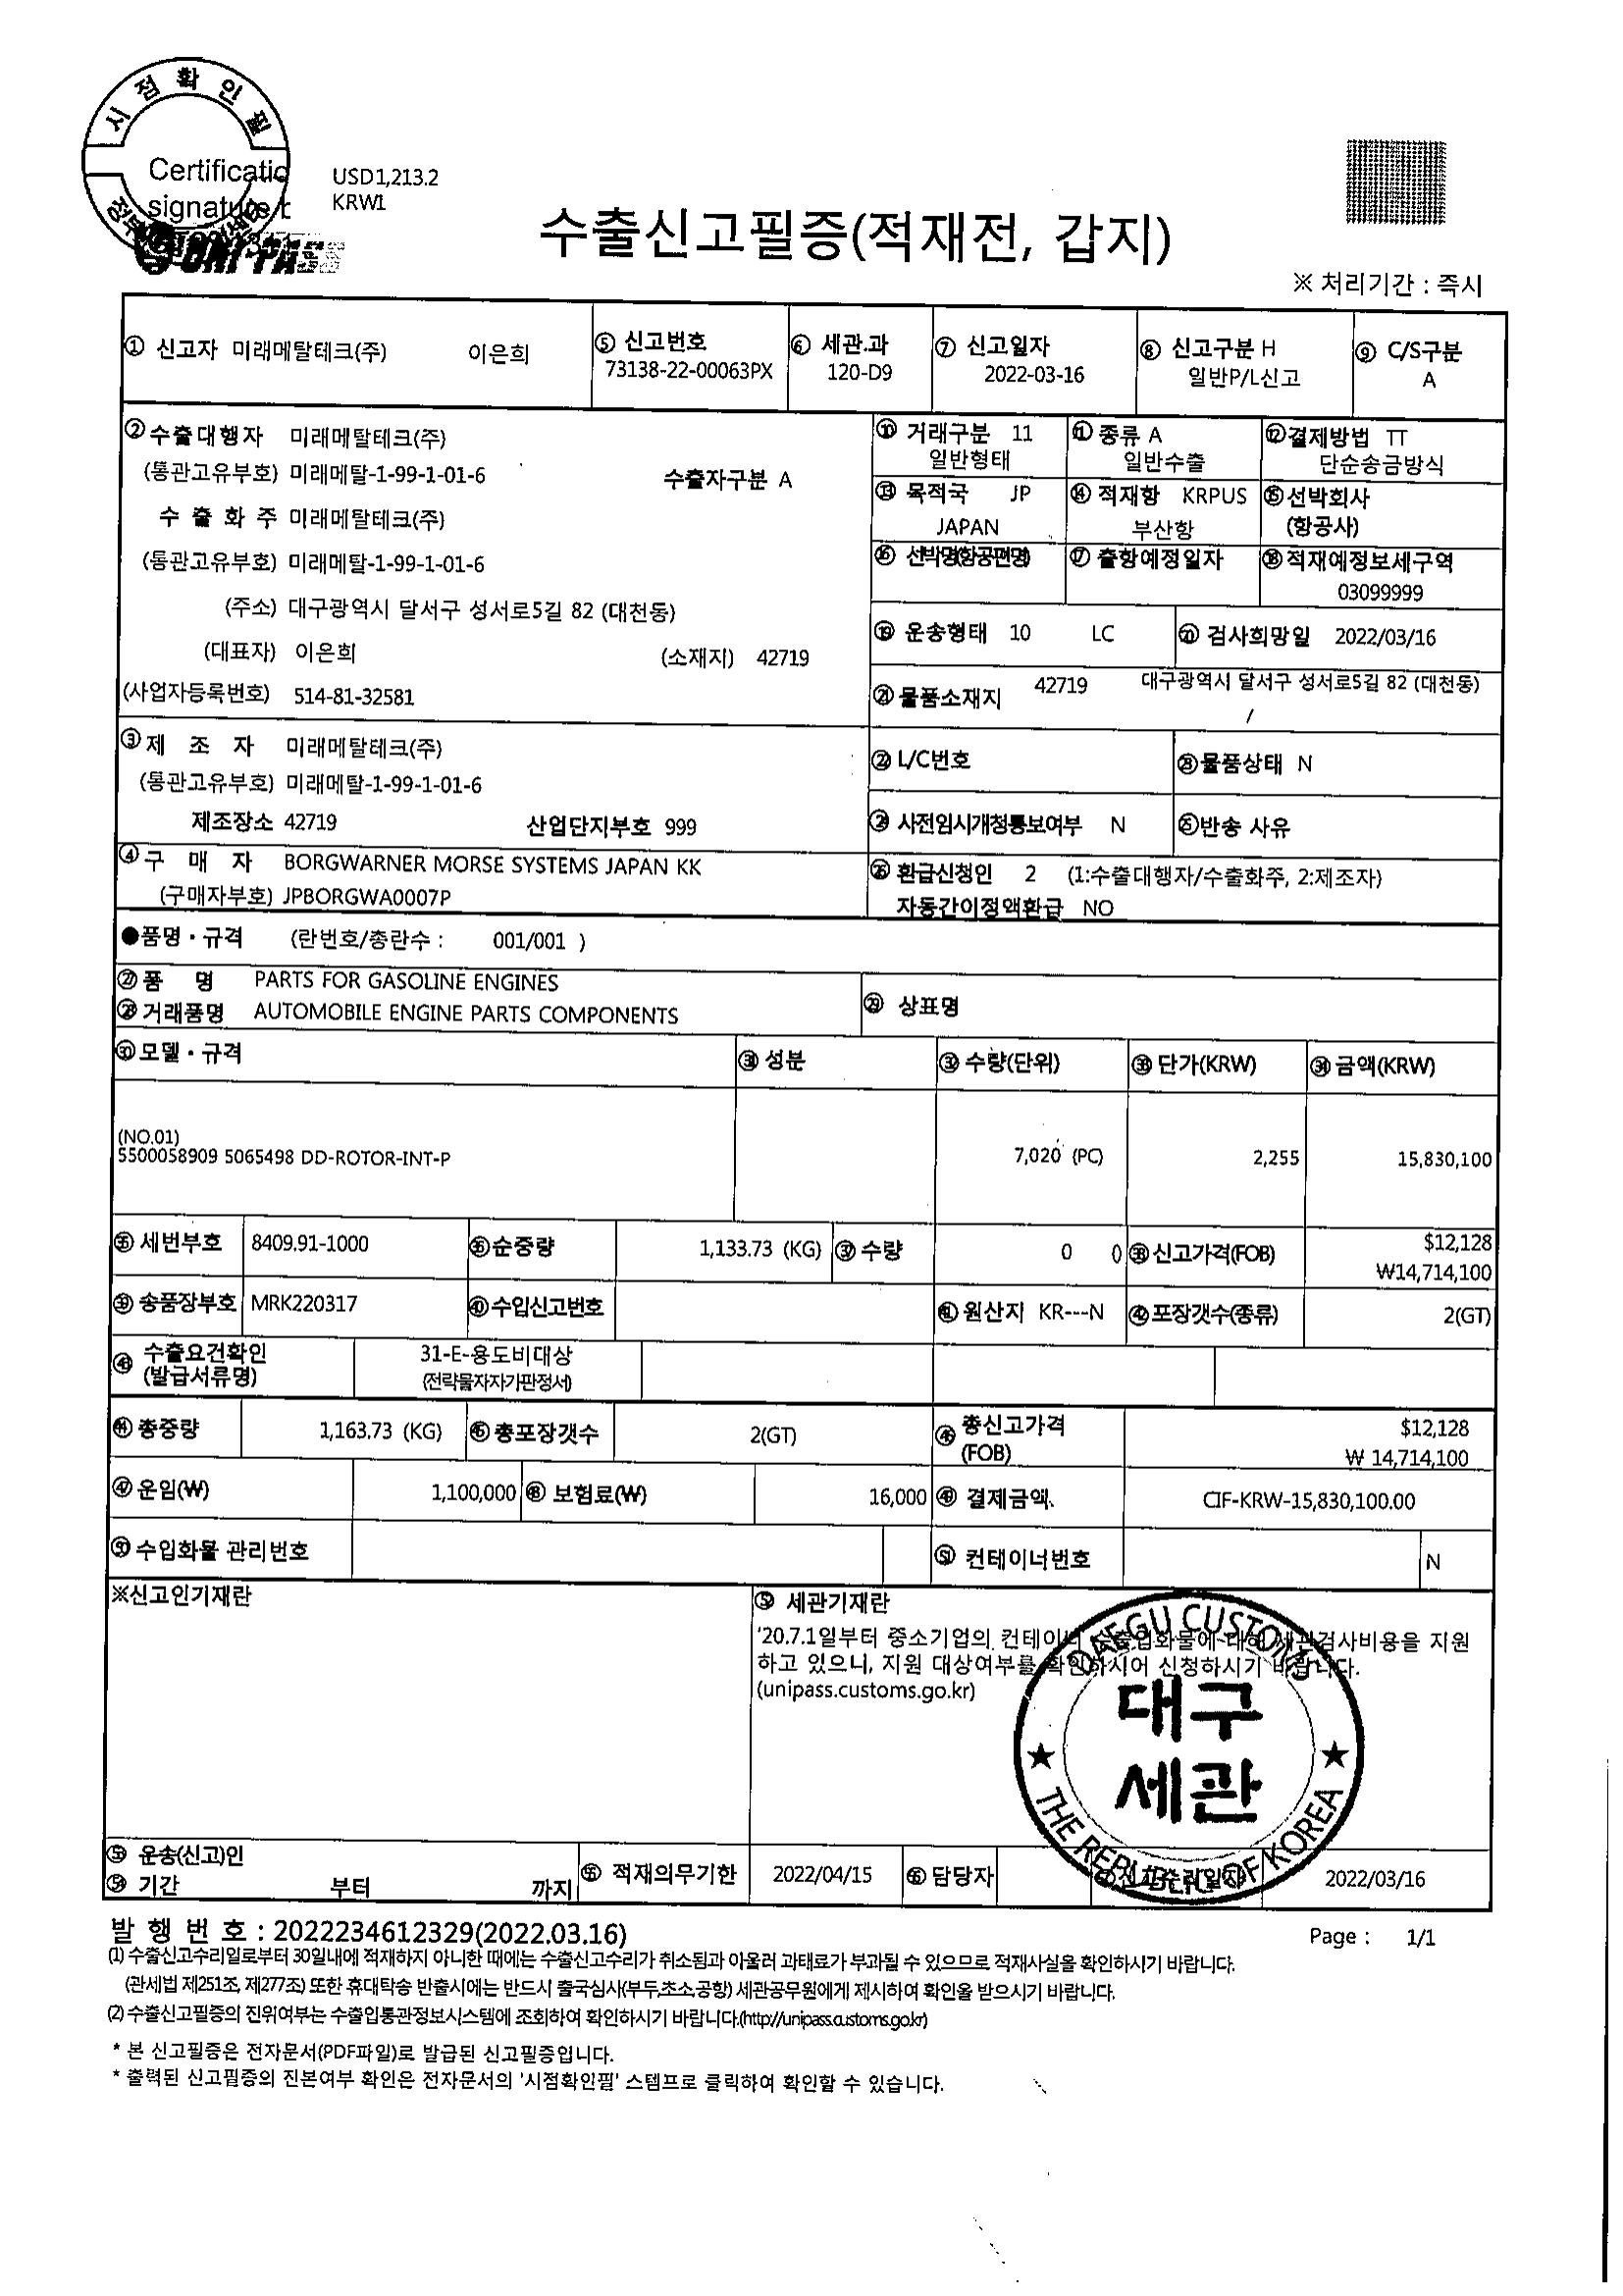 시점확인필
Certificatio
signature
UNI-PASS
USD1,213.2
KRW1
수출신고필증(적재전, 갑지)
※ 처리기간 : 즉시
① 신고자 미래메탈테크(주) 이은희
⑤ 신고번호
73138-22-00063PX
⑥ 세관.과
120-D9
⑦ 신고일자
2022-03-16
⑧ 신고구분 H
일반P/L신고
⑨ C/S구분
A
② 수출대행자 미래메탈테크(주)
(통관고유부호) 미래메탈-1-99-1-01-6 수출자구분 A
수 출 화 주 미래메탈테크(주)
(통관고유부호) 미래메탈-1-99-1-01-6
(주소) 대구광역시 달서구 성서로5길 82 (대천동)
(대표자) 이은희 (소재지) 42719
(사업자등록번호) 514-81-32581
⑩ 거래구분 11
일반형태
⑪ 종류 A
일반수출
⑫ 결제방법 TT
단순송금방식
⑬ 목적국 JP
JAPAN
⑭ 적재항 KRPUS
부산항
⑮ 선박회사
(항공사)
⑯ 선박명(항공편명)
⑰ 출항예정일자
⑱ 적재예정보세구역
03099999
⑲ 운송형태 10 LC
⑳ 검사희망일 2022/03/16
㉑ 물품소재지 42719 대구광역시 달서구 성서로5길 82 (대천동)
/
③ 제 조 자 미래메탈테크(주)
(통관고유부호) 미래메탈-1-99-1-01-6
제조장소 42719 산업단지부호 999
㉒ L/C번호
㉓ 물품상태 N
㉔ 사전임시개청통보여부 N
㉕ 반송 사유
④ 구 매 자 BORGWARNER MORSE SYSTEMS JAPAN KK
(구매자부호) JPBORGWA0007P
㉖ 환급신청인 2 (1:수출대행자/수출화주, 2:제조자)
자동간이정액환급 NO
●품명・규격 (란번호/총란수 : 001/001 )
㉗ 품 명 PARTS FOR GASOLINE ENGINES
㉘ 거래품명 AUTOMOBILE ENGINE PARTS COMPONENTS
㉙ 상표명
㉚ 모델・규격
㉛ 성분
㉜ 수량(단위)
㉝ 단가(KRW)
㉞ 금액(KRW)
(NO.01)
5500058909 5065498 DD-ROTOR-INT-P 7,020 (PC) 2,255 15,830,100
㉟ 세번부호 8409.91-1000
㊱ 순중량 1,133.73 (KG)
㊲ 수량 0 0
㊳ 신고가격(FOB) $12,128
₩14,714,100
㊴ 송품장부호 MRK220317
㊵ 수입신고번호
㊶ 원산지 KR---N
㊷ 포장갯수(종류) 2(GT)
㊸ 수출요건확인
(발급서류명)
31-E-용도비대상
(전략물자자가판정서)
㊹ 총중량 1,163.73 (KG)
㊺ 총포장갯수 2(GT)
㊻ 총신고가격
(FOB)
$12,128
₩ 14,714,100
㊼ 운임(₩) 1,100,000
㊽ 보험료(₩) 16,000
㊾ 결제금액 CIF-KRW-15,830,100.00
㊿ 수입화물 관리번호
51 컨테이너번호 N
※신고인기재란
52 세관기재란
'20.7.1일부터 중소기업의 컨테이너 수출입화물에 대해 세관검사비용을 지원
하고 있으니, 지원 대상여부를 확인하시어 신청하시기 바랍니다.
(unipass.customs.go.kr)
DAEGU CUSTOMS
대구
세관
THE REPUBLIC OF KOREA
53 운송(신고)인
54 기간 부터 까지
55 적재의무기한 2022/04/15
56 담당자
57 신고수리일자 2022/03/16
발 행 번 호 : 2022234612329(2022.03.16)
Page : 1/1
(1) 수출신고수리일로부터 30일내에 적재하지 아니한 때에는 수출신고수리가 취소됨과 아울러 과태료가 부과될 수 있으므로 적재사실을 확인하시기 바랍니다.
(관세법 제251조, 제277조) 또한 휴대탁송 반출시에는 반드시 출국심사(부두,초소,공항) 세관공무원에게 제시하여 확인을 받으시기 바랍니다.
(2) 수출신고필증의 진위여부는 수출입통관정보시스템에 조회하여 확인하시기 바랍니다.(http://unipass.customs.go.kr)
* 본 신고필증은 전자문서(PDF파일)로 발급된 신고필증입니다.
* 출력된 신고필증의 진본여부 확인은 전자문서의 '시점확인필' 스탬프로 클릭하여 확인할 수 있습니다.